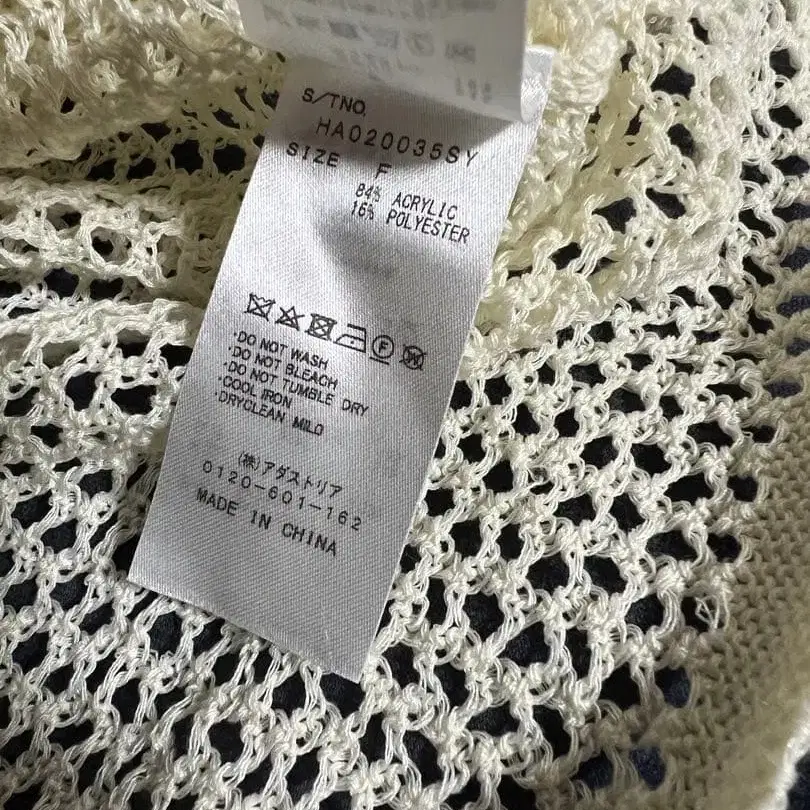 S/TNO.
HA020035SY
SIZE F
84% ACRYLIC
16% POLYESTER
·DO NOT WASH
·DO NOT BLEACH
·DO NOT TUMBLE DRY
·COOL IRON
·DRYCLEAN MILD
(株)アダストリア
0120-601-162
MADE IN CHINA